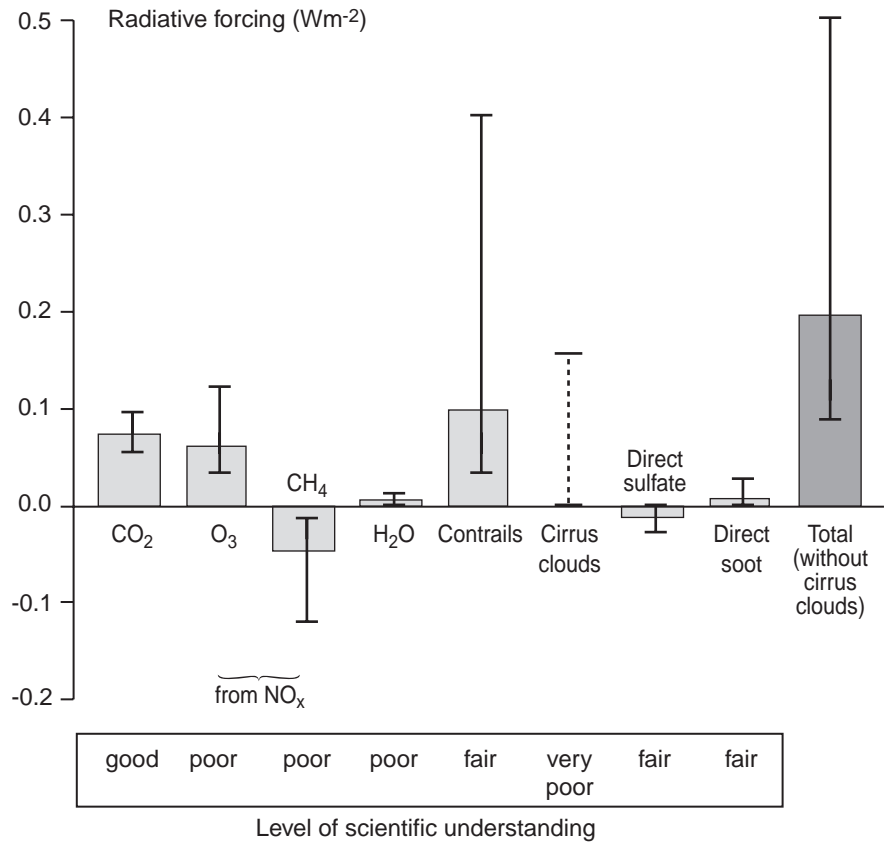 Radiative forcing (Wm-2)
0.5
0.4
0.3
0.2
0.1
0.0
-0.1
-0.2
CO2
O3
CH4
H2O
Contrails
Cirrus
clouds
Direct
sulfate
Direct
soot
Total
(without
cirrus
clouds)
from NOx
good poor poor poor fair very poor fair fair
Level of scientific understanding